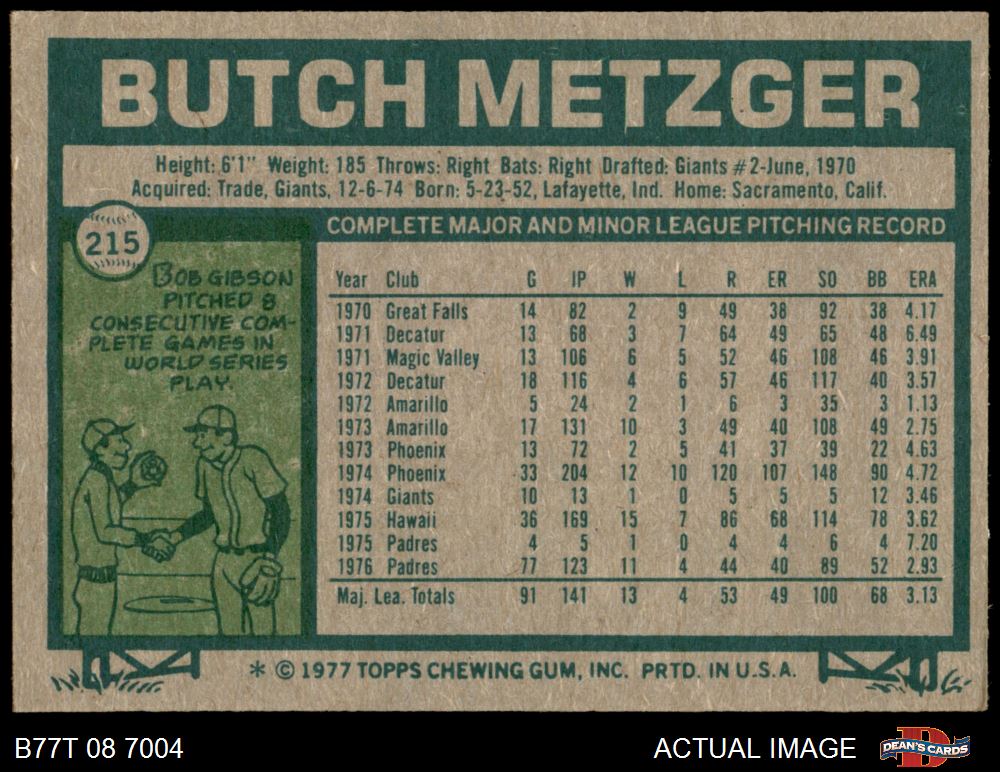 BUTCH METZGER
Height: 6'1" Weight: 185 Throws: Right Bats: Right Drafted: Giants #2-June, 1970
Acquired: Trade, Giants, 12-6-74 Born: 5-23-52, Lafayette, Ind. Home: Sacramento, Calif.
215
BOB GIBSON
PITCHED 8
CONSECUTIVE COM-
PLETE GAMES IN
WORLD SERIES
PLAY.
COMPLETE MAJOR AND MINOR LEAGUE PITCHING RECORD
Year Club G IP W L R ER SO BB ERA
1970 Great Falls 14 82 2 9 49 38 92 38 4.17
1971 Decatur 13 68 3 7 64 49 65 48 6.49
1971 Magic Valley 13 106 6 5 52 46 108 46 3.91
1972 Decatur 18 116 4 6 57 46 117 40 3.57
1972 Amarillo 5 24 2 1 6 3 35 3 1.13
1973 Amarillo 17 131 10 3 49 40 108 49 2.75
1973 Phoenix 13 72 2 5 41 37 39 22 4.63
1974 Phoenix 33 204 12 10 120 107 148 90 4.72
1974 Giants 10 13 1 0 5 5 5 12 3.46
1975 Hawaii 36 169 15 7 86 68 114 78 3.62
1975 Padres 4 5 1 0 4 4 6 4 7.20
1976 Padres 77 123 11 4 44 40 89 52 2.93
Maj. Lea. Totals 91 141 13 4 53 49 100 68 3.13
* © 1977 TOPPS CHEWING GUM, INC. PRTD. IN U.S.A.
B77T 08 7004
ACTUAL IMAGE
D
DEAN'S CARDS